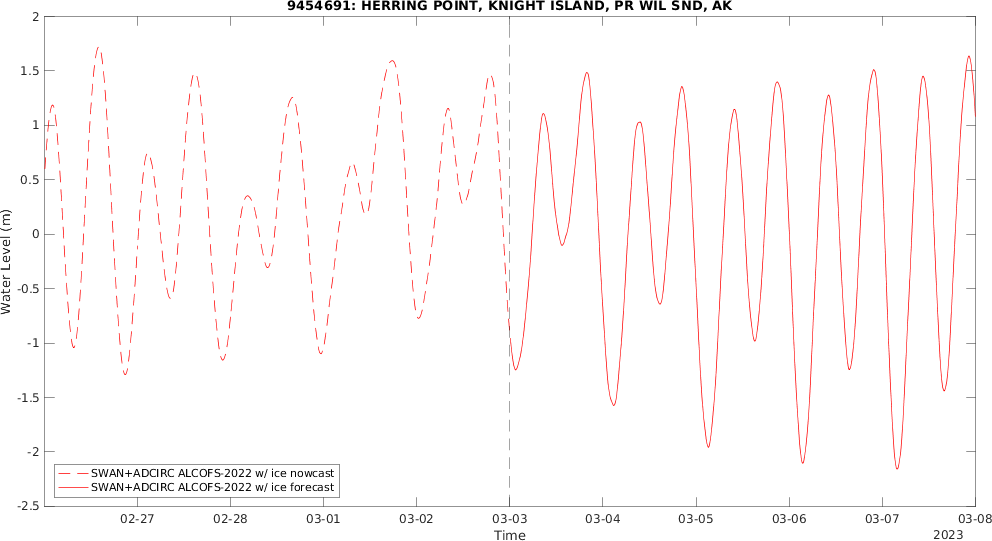 9454691: HERRING POINT, KNIGHT ISLAND, PR WIL SND, AK
2
1.5
1
0.5
0
-0.5
-1
-1.5
-2
-2.5
Water Level (m)
SWAN+ADCIRC ALCOFS-2022 w/ ice nowcast
SWAN+ADCIRC ALCOFS-2022 w/ ice forecast
02-27 02-28 03-01 03-02 03-03 03-04 03-05 03-06 03-07 03-08
Time
2023